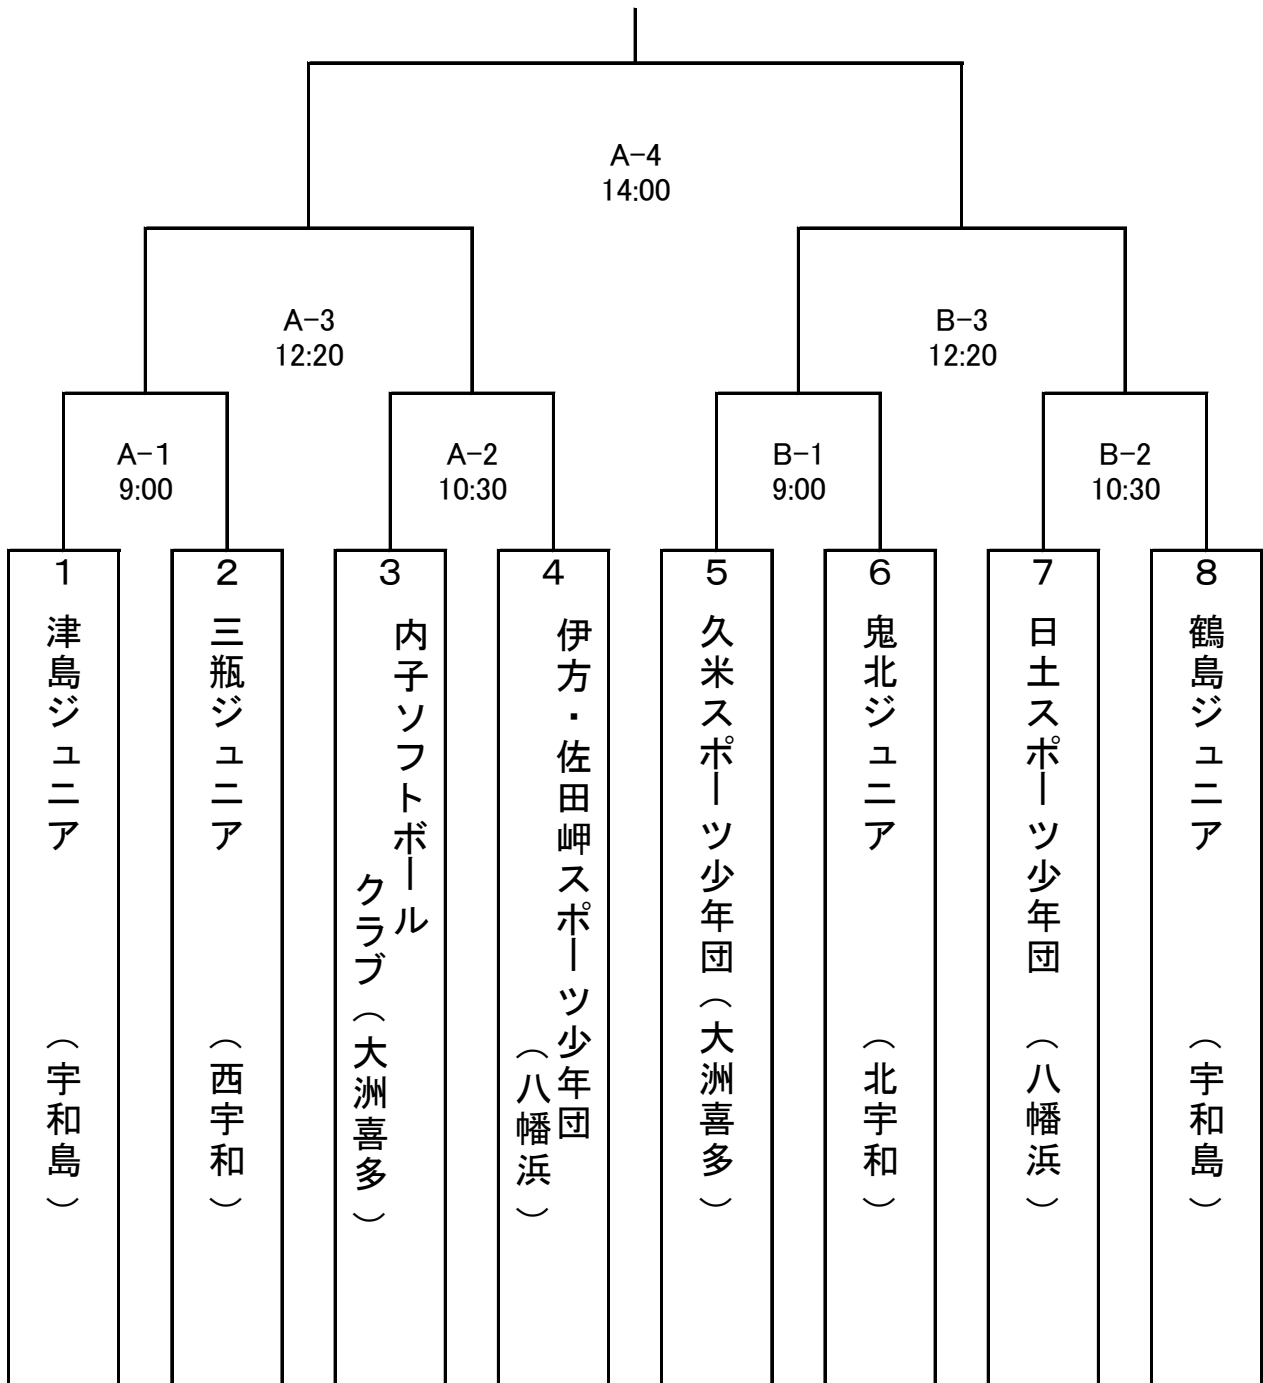 A-4
14:00
A-3
12:20
B-3
12:20
A-1
9:00
A-2
10:30
B-1
9:00
B-2
10:30
1
津島ジュニア （宇和島）
2
三瓶ジュニア （西宇和）
3
内子ソフトボール
クラブ（大洲喜多）
4
伊方・佐田岬スポーツ少年団
（八幡浜）
5
久米スポーツ少年団（大洲喜多）
6
鬼北ジュニア （北宇和）
7
日土スポーツ少年団 （八幡浜）
8
鶴島ジュニア （宇和島）